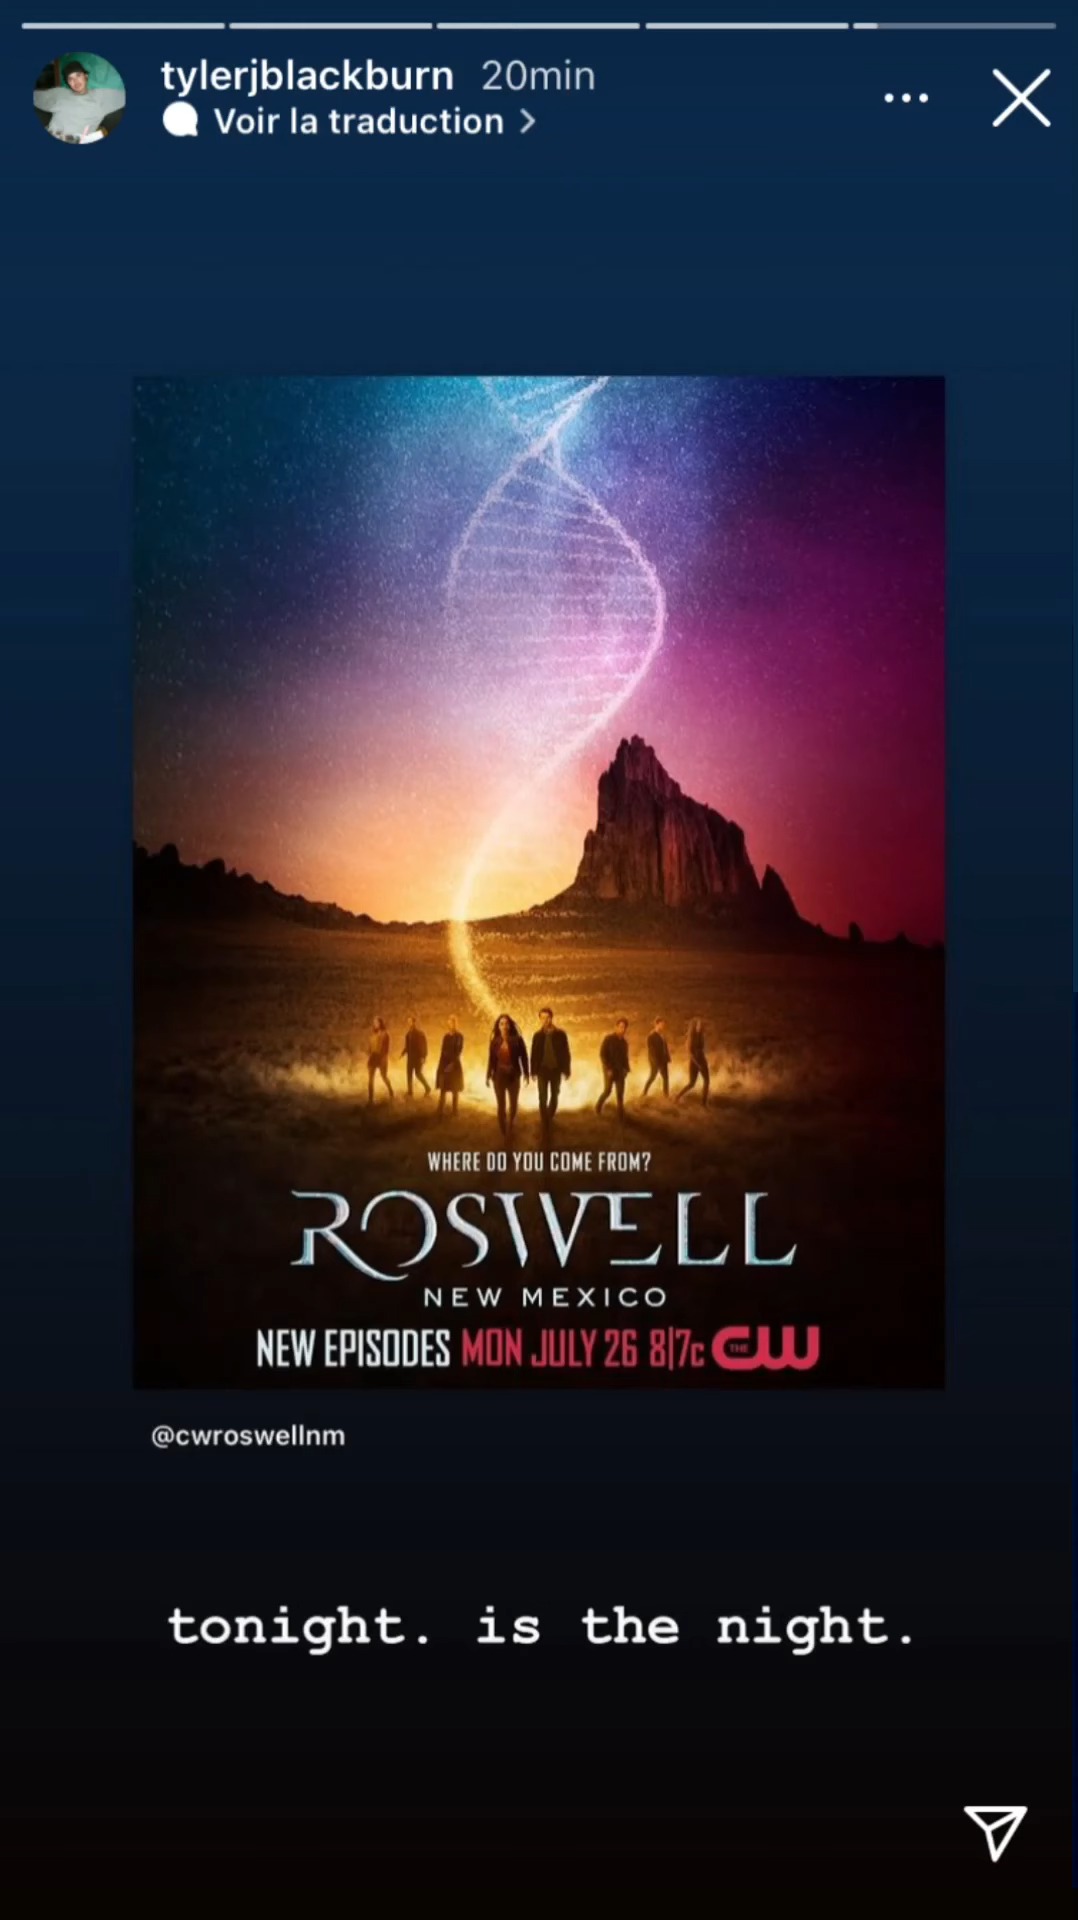 tylerjblackburn 20min
Voir la traduction >
WHERE DO YOU COME FROM?
ROSWELL
NEW MEXICO
NEW EPISODES MON JULY 26 8|7c THE CW
@cwroswellnm
tonight. is the night.